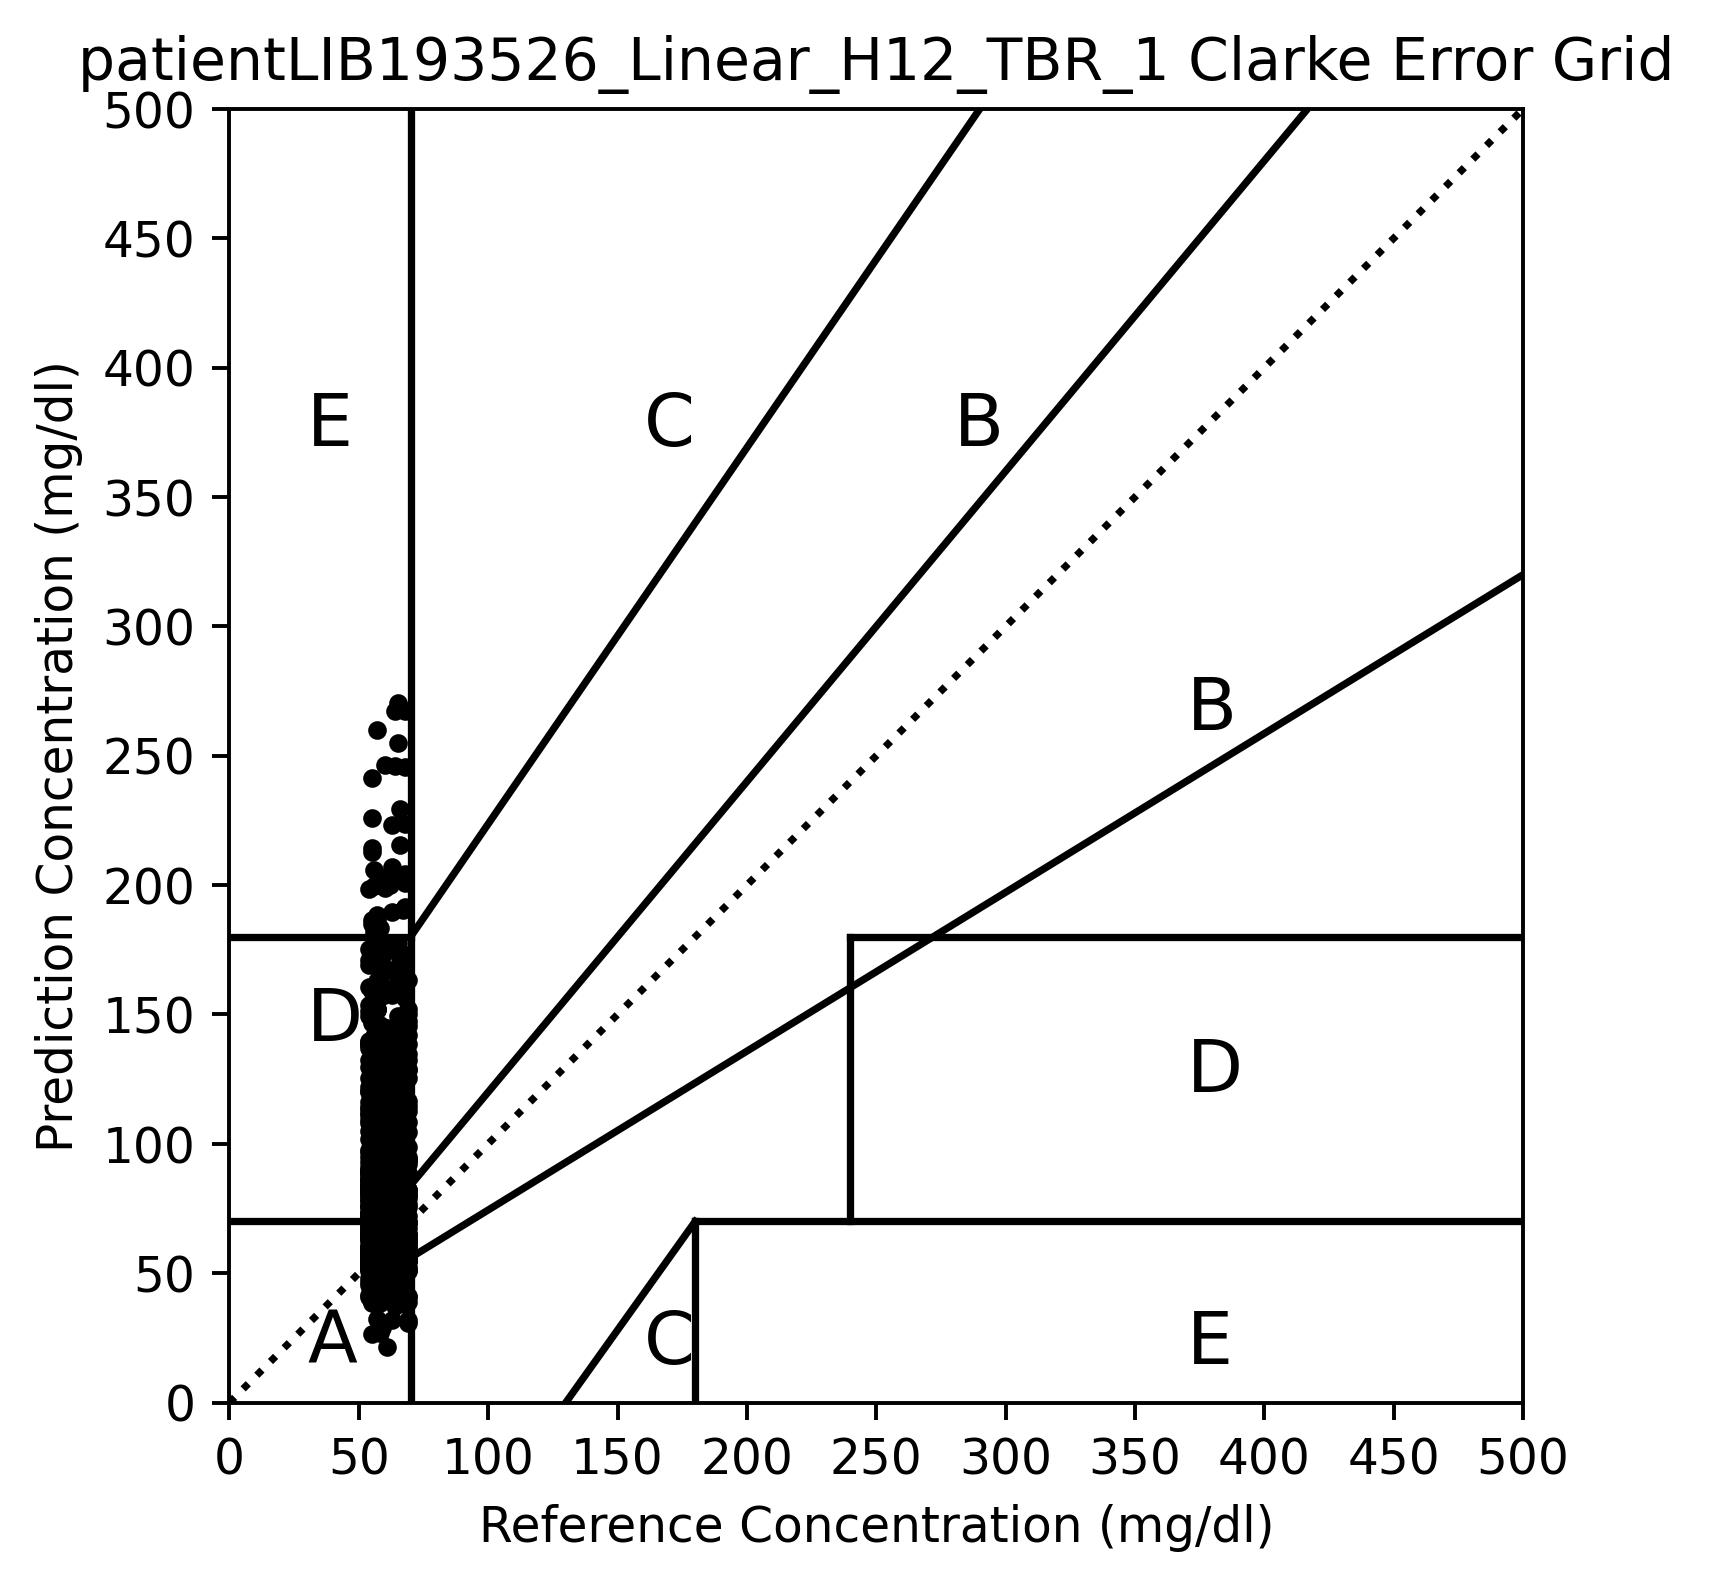 patientLIB193526_Linear_H12_TBR_1 Clarke Error Grid
500
450
400
350
300
250
200
150
100
50
0
Prediction Concentration (mg/dl)
E
C
B
B
D
D
A
C
E
0 50 100 150 200 250 300 350 400 450 500
Reference Concentration (mg/dl)